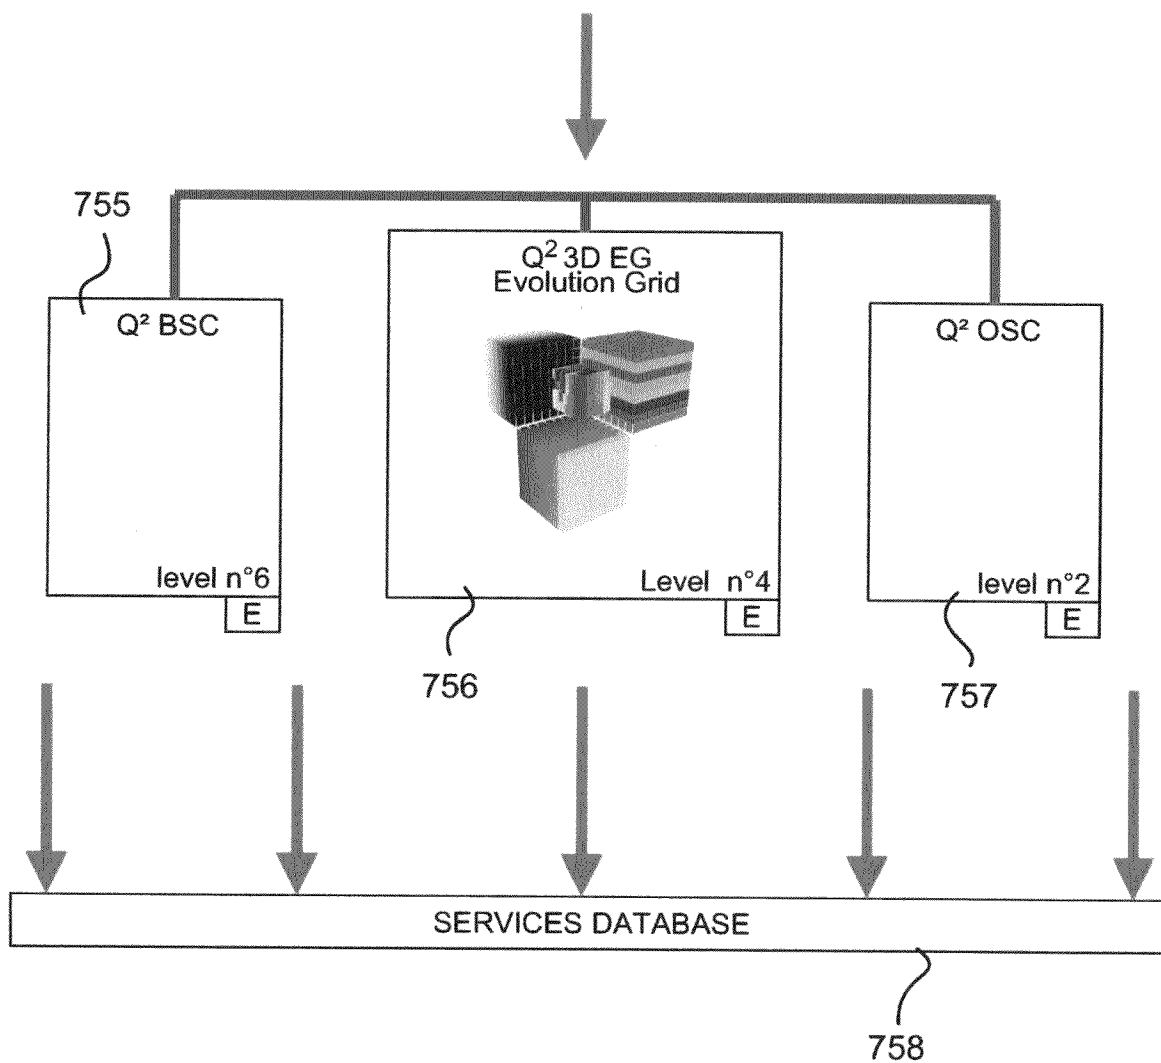 755
Q² 3D EG
Evolution Grid
Q² BSC
Q² OSC
level n°6
Level n°4
level n°2
E
E
E
756
757
SERVICES DATABASE
758